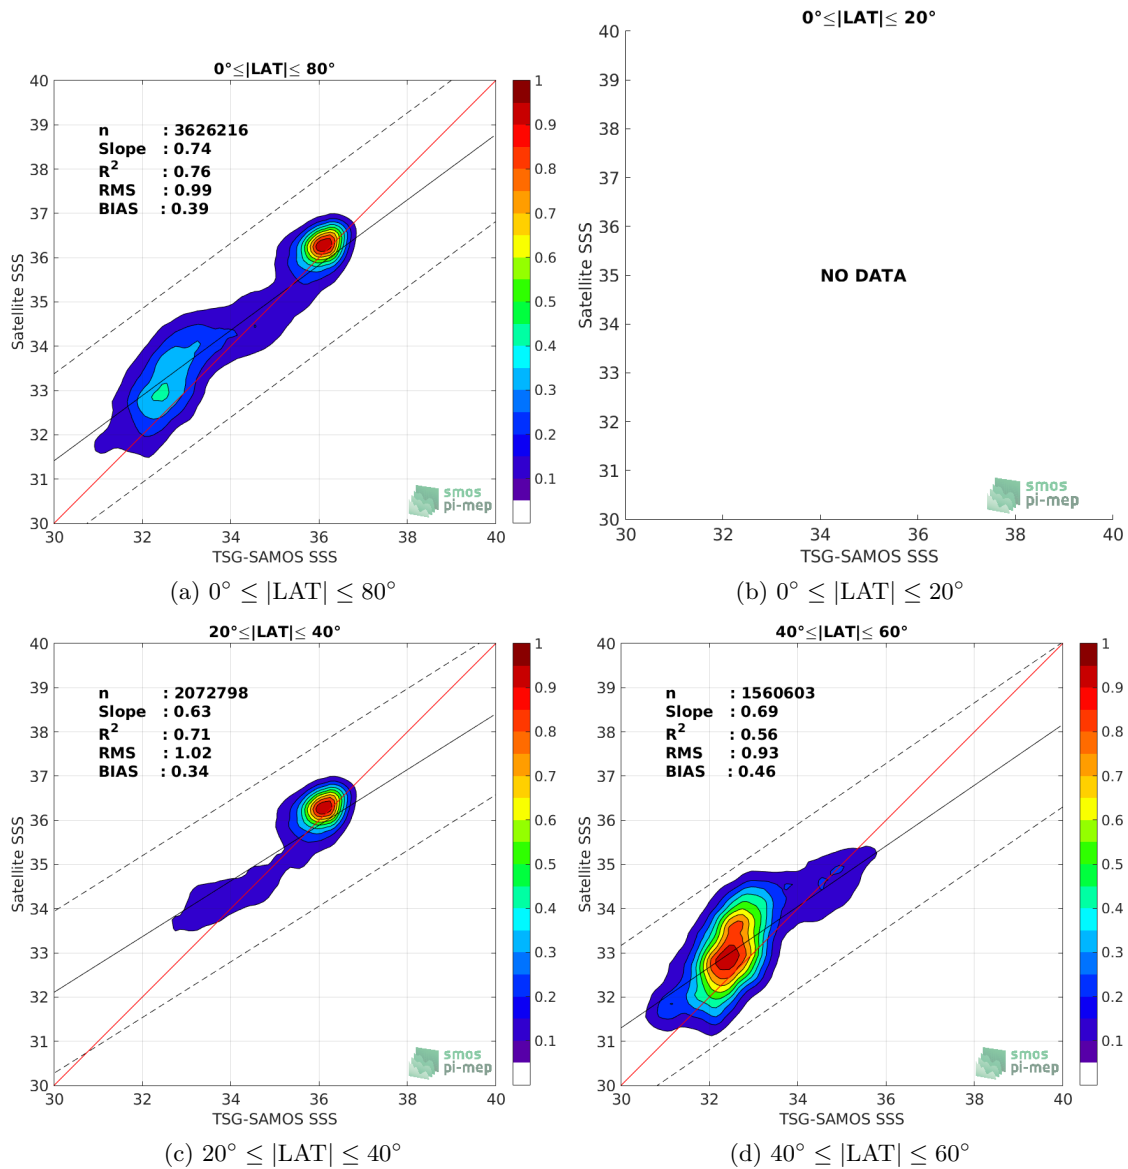 0°≤|LAT|≤ 80°
n : 3626216
Slope : 0.74
R² : 0.76
RMS : 0.99
BIAS : 0.39
40
39
38
37
36
35
34
33
32
31
30
Satellite SSS
30 32 34 36 38 40
TSG-SAMOS SSS
smos
pi-mep
1
0.9
0.8
0.7
0.6
0.5
0.4
0.3
0.2
0.1
(a) 0° ≤ |LAT| ≤ 80°
0°≤|LAT|≤ 20°
40
39
38
37
36
35
34
33
32
31
30
Satellite SSS
NO DATA
smos
pi-mep
30 32 34 36 38 40
TSG-SAMOS SSS
(b) 0° ≤ |LAT| ≤ 20°
20°≤|LAT|≤ 40°
n : 2072798
Slope : 0.63
R² : 0.71
RMS : 1.02
BIAS : 0.34
40
39
38
37
36
35
34
33
32
31
30
Satellite SSS
30 32 34 36 38 40
TSG-SAMOS SSS
smos
pi-mep
1
0.9
0.8
0.7
0.6
0.5
0.4
0.3
0.2
0.1
(c) 20° ≤ |LAT| ≤ 40°
40°≤|LAT|≤ 60°
n : 1560603
Slope : 0.69
R² : 0.56
RMS : 0.93
BIAS : 0.46
40
39
38
37
36
35
34
33
32
31
30
Satellite SSS
30 32 34 36 38 40
TSG-SAMOS SSS
smos
pi-mep
1
0.9
0.8
0.7
0.6
0.5
0.4
0.3
0.2
0.1
(d) 40° ≤ |LAT| ≤ 60°